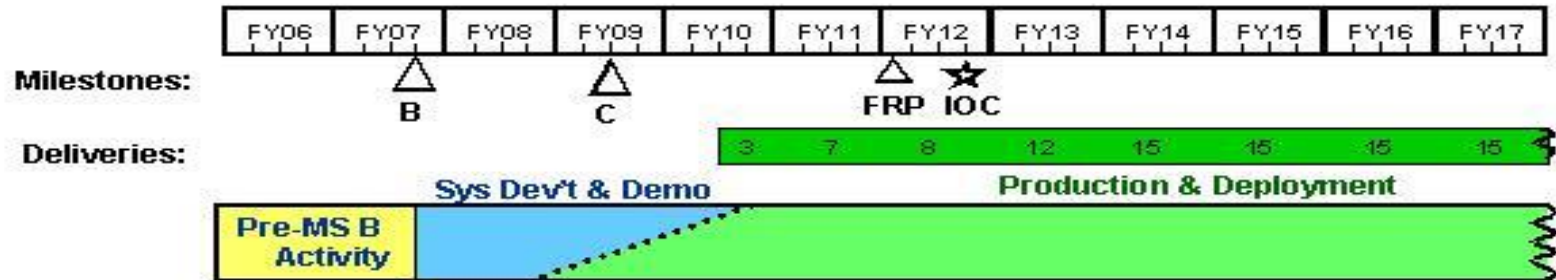 FY06 FY07 FY08 FY09 FY10 FY11 FY12 FY13 FY14 FY15 FY16 FY17
Milestones:
B C FRP IOC
Deliveries: 3 7 8 12 15 15 15 15
Sys Dev't & Demo Production & Deployment
Pre-MS B
Activity